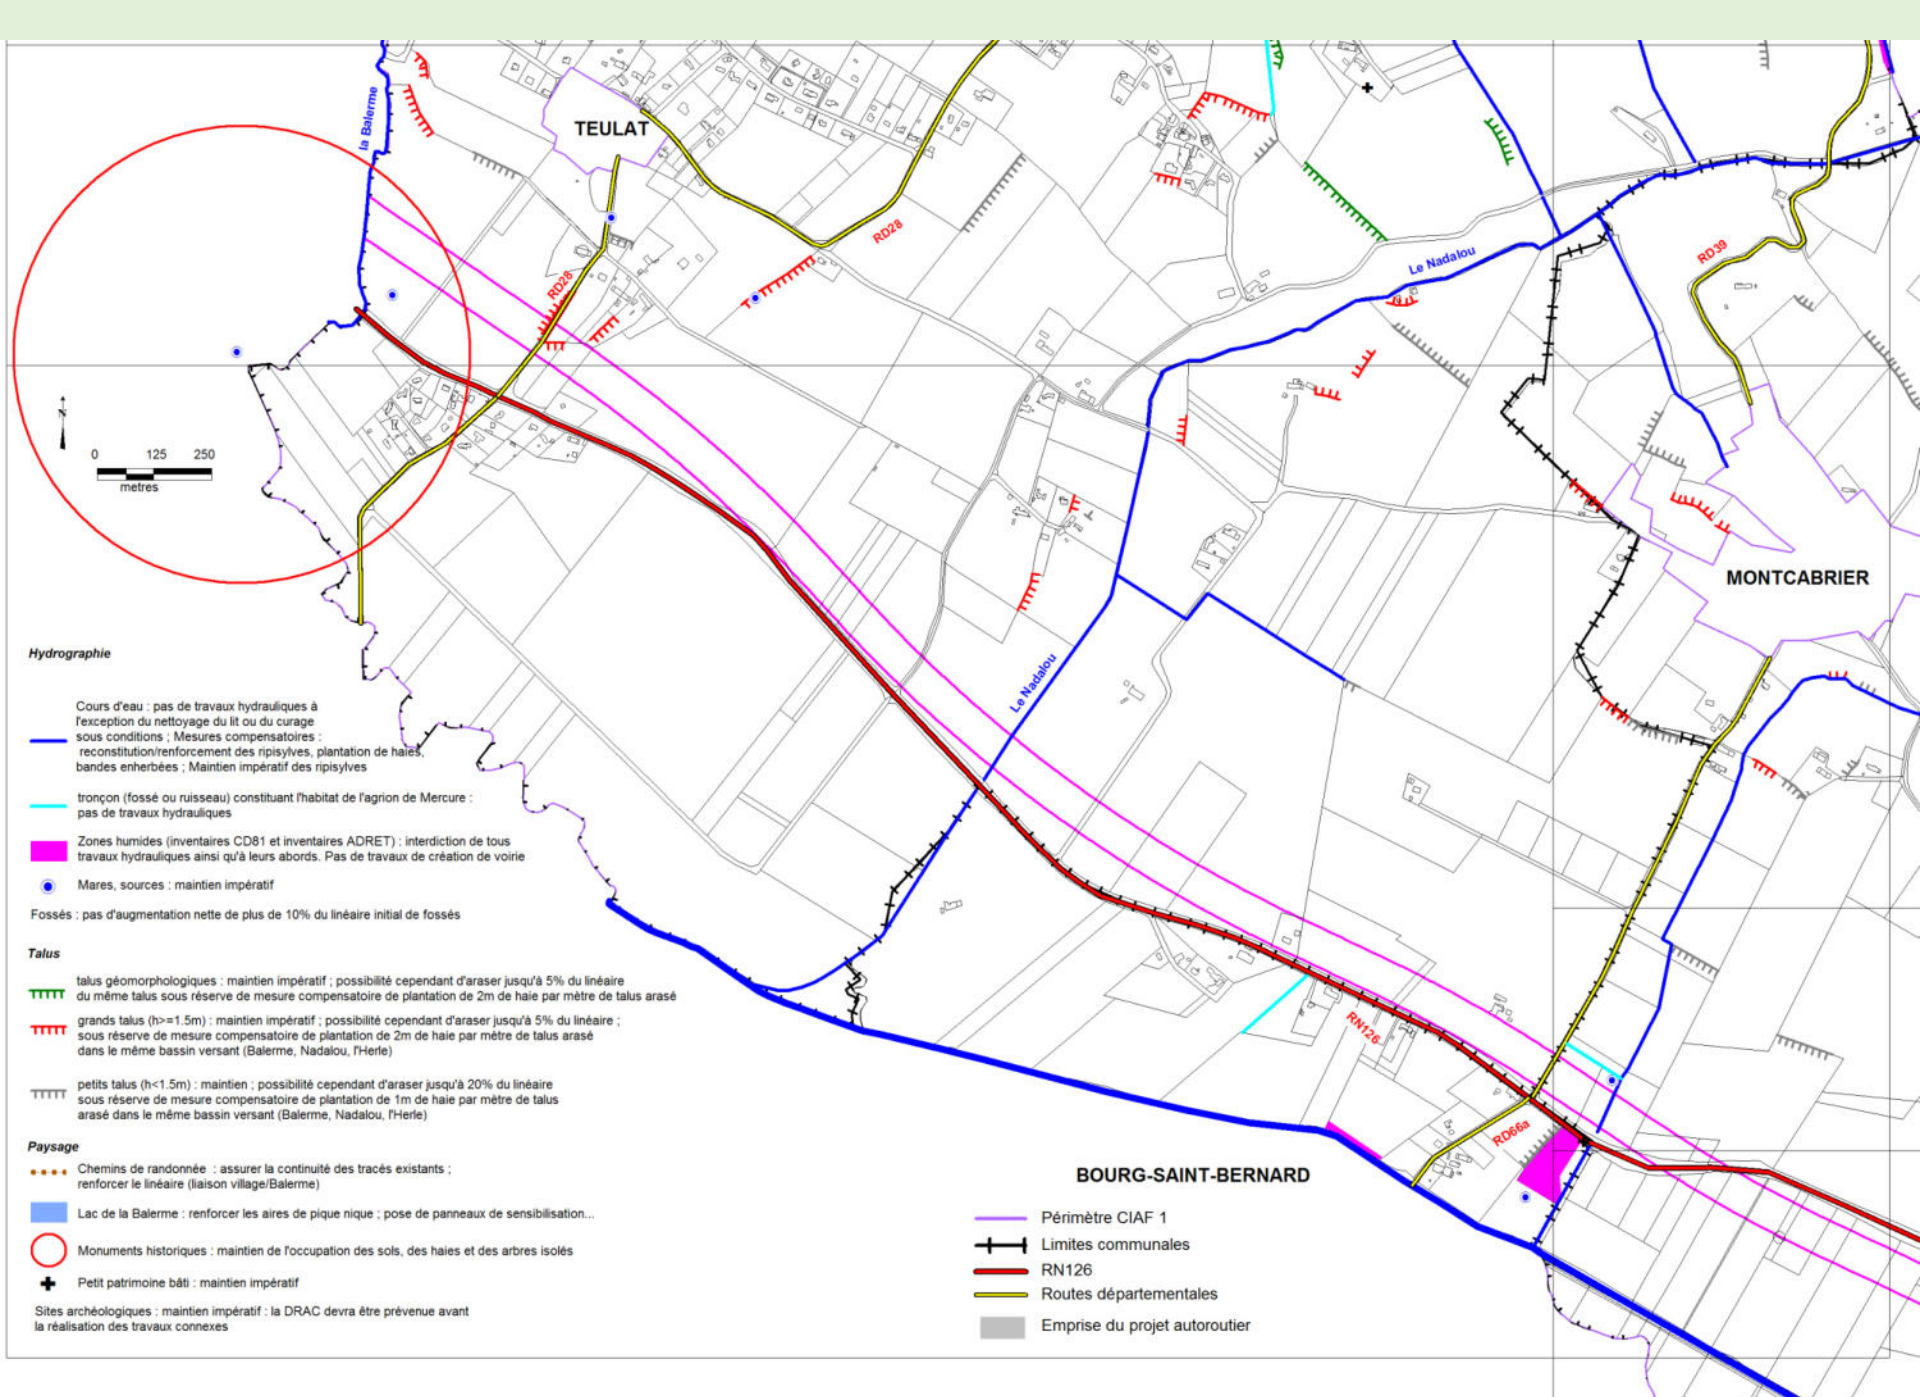 la Balerme
TEULAT
RD28
RD28
Le Nadalou
RD39
MONTCABRIER
Le Nadalou
RN126
RD66a
BOURG-SAINT-BERNARD
N
0 125 250
metres
Hydrographie
Cours d'eau : pas de travaux hydrauliques à
l'exception du nettoyage du lit ou du curage
sous conditions ; Mesures compensatoires :
reconstitution/renforcement des ripisylves, plantation de haies,
bandes enherbées ; Maintien impératif des ripisylves
tronçon (fossé ou ruisseau) constituant l'habitat de l'agrion de Mercure :
pas de travaux hydrauliques
Zones humides (inventaires CD81 et inventaires ADRET) : interdiction de tous
travaux hydrauliques ainsi qu'à leurs abords. Pas de travaux de création de voirie
Mares, sources : maintien impératif
Fossés : pas d'augmentation nette de plus de 10% du linéaire initial de fossés
Talus
talus géomorphologiques : maintien impératif ; possibilité cependant d'araser jusqu'à 5% du linéaire
du même talus sous réserve de mesure compensatoire de plantation de 2m de haie par mètre de talus arasé
grands talus (h>=1.5m) : maintien impératif ; possibilité cependant d'araser jusqu'à 5% du linéaire ;
sous réserve de mesure compensatoire de plantation de 2m de haie par mètre de talus arasé
dans le même bassin versant (Balerme, Nadalou, l'Herle)
petits talus (h<1.5m) : maintien ; possibilité cependant d'araser jusqu'à 20% du linéaire
sous réserve de mesure compensatoire de plantation de 1m de haie par mètre de talus
arasé dans le même bassin versant (Balerme, Nadalou, l'Herle)
Paysage
Chemins de randonnée : assurer la continuité des tracés existants ;
renforcer le linéaire (liaison village/Balerme)
Lac de la Balerme : renforcer les aires de pique nique ; pose de panneaux de sensibilisation...
Monuments historiques : maintien de l'occupation des sols, des haies et des arbres isolés
Petit patrimoine bâti : maintien impératif
Sites archéologiques : maintien impératif : la DRAC devra être prévenue avant
la réalisation des travaux connexes
Périmètre CIAF 1
Limites communales
RN126
Routes départementales
Emprise du projet autoroutier